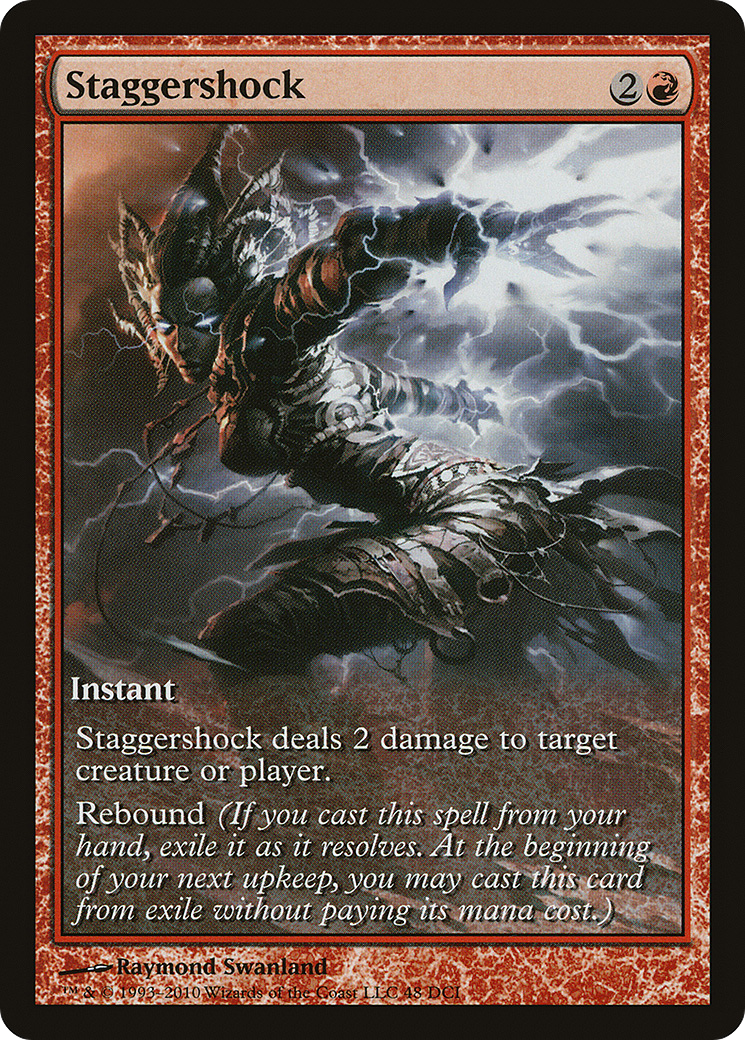 Staggershock 2
Instant
Staggershock deals 2 damage to target
creature or player.
Rebound (If you cast this spell from your
hand, exile it as it resolves. At the beginning
of your next upkeep, you may cast this card
from exile without paying its mana cost.)
Raymond Swanland
™ & © 1993–2010 Wizards of the Coast LLC 48 DCI